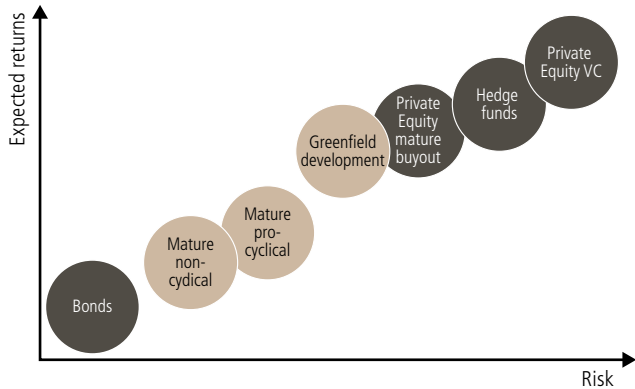 Expected returns
Private
Equity VC
Hedge
funds
Private
Equity
mature
buyout
Greenfield
development
Mature
pro-
cyclical
Mature
non-
cydical
Bonds
Risk